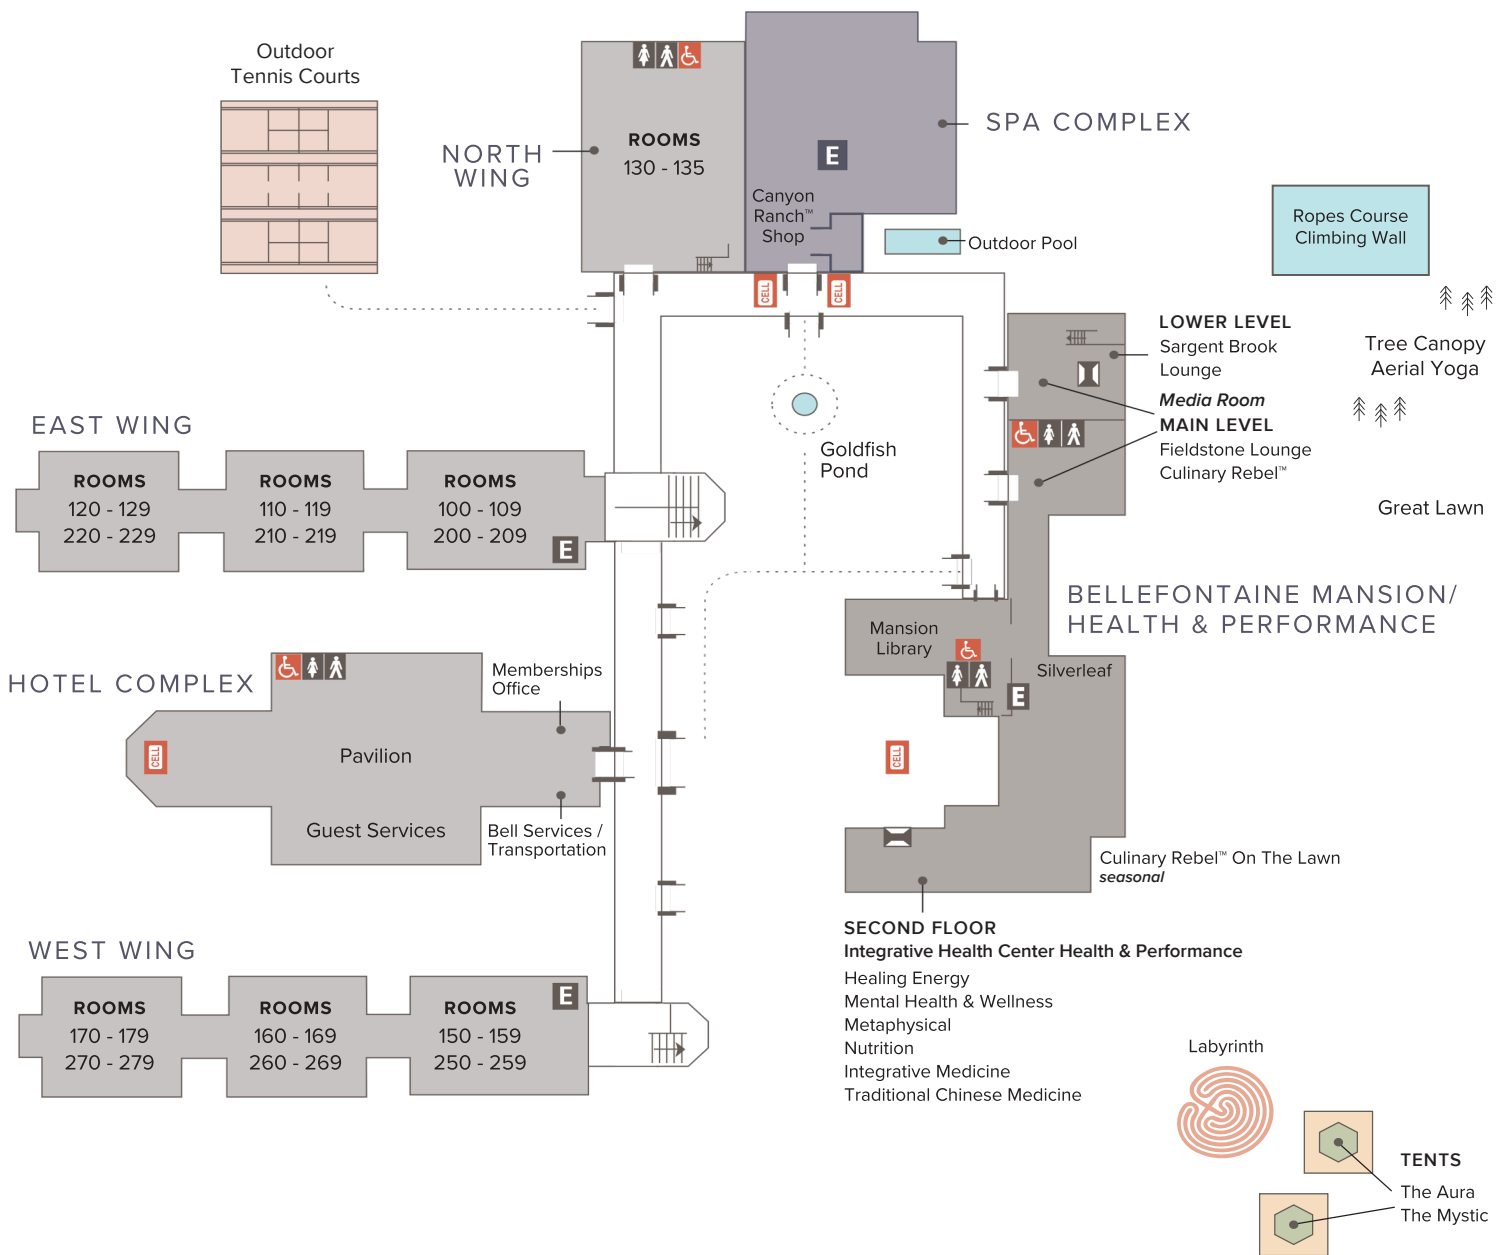 Outdoor
Tennis Courts
NORTH
WING
ROOMS
130 - 135
SPA COMPLEX
E
Canyon
Ranch™
Shop
Outdoor Pool
CELL
CELL
Ropes Course
Climbing Wall
Tree Canopy
Aerial Yoga
Great Lawn
LOWER LEVEL
Sargent Brook
Lounge
Media Room
MAIN LEVEL
Fieldstone Lounge
Culinary Rebel™
Goldfish
Pond
EAST WING
ROOMS
120 - 129
220 - 229
ROOMS
110 - 119
210 - 219
ROOMS
100 - 109
200 - 209
E
BELLEFONTAINE MANSION/
HEALTH & PERFORMANCE
Mansion
Library
Silverleaf
E
CELL
HOTEL COMPLEX
Memberships
Office
CELL
Pavilion
Guest Services
Bell Services /
Transportation
Culinary Rebel™ On The Lawn
seasonal
SECOND FLOOR
Integrative Health Center Health & Performance
Healing Energy
Mental Health & Wellness
Metaphysical
Nutrition
Integrative Medicine
Traditional Chinese Medicine
WEST WING
ROOMS
170 - 179
270 - 279
ROOMS
160 - 169
260 - 269
ROOMS
150 - 159
250 - 259
E
Labyrinth
TENTS
The Aura
The Mystic